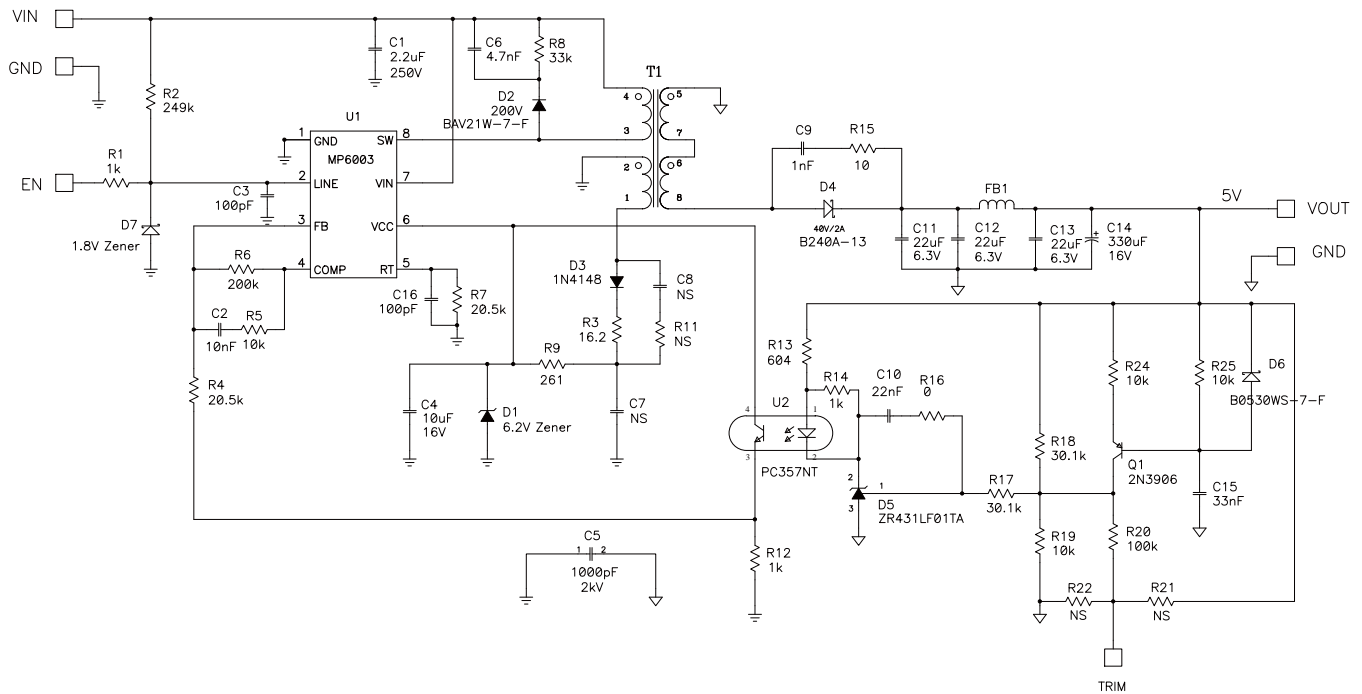 VIN
GND
EN
R2
249k
R1
1k
D7
1.8V Zener
C3
100pF
C1
2.2uF
250V
C6
4.7nF
R8
33k
D2
200V
BAV21W-7-F
U1
MP6003
1
GND
2
LINE
3
FB
4
COMP
SW
8
VIN
7
VCC
6
RT
5
T1
4
3
2
1
5
7
6
8
R6
200k
C2
10nF
R5
10k
R4
20.5k
C16
100pF
R7
20.5k
D3
1N4148
R3
16.2
C8
NS
R11
NS
R9
261
C4
10uF
16V
D1
6.2V Zener
C7
NS
C9
1nF
R15
10
D4
40V/2A
B240A-13
FB1
C11
22uF
6.3V
C12
22uF
6.3V
C13
22uF
6.3V
+
C14
330uF
16V
5V
VOUT
GND
R13
604
R14
1k
C10
22nF
R16
0
U2
4
1
3
2
PC357NT
2
1
3
D5
ZR431LF01TA
R17
30.1k
R18
30.1k
R24
10k
R25
10k
D6
B0530WS-7-F
Q1
2N3906
C15
33nF
R19
10k
R20
100k
R22
NS
R21
NS
TRIM
C5
1
2
1000pF
2kV
R12
1k